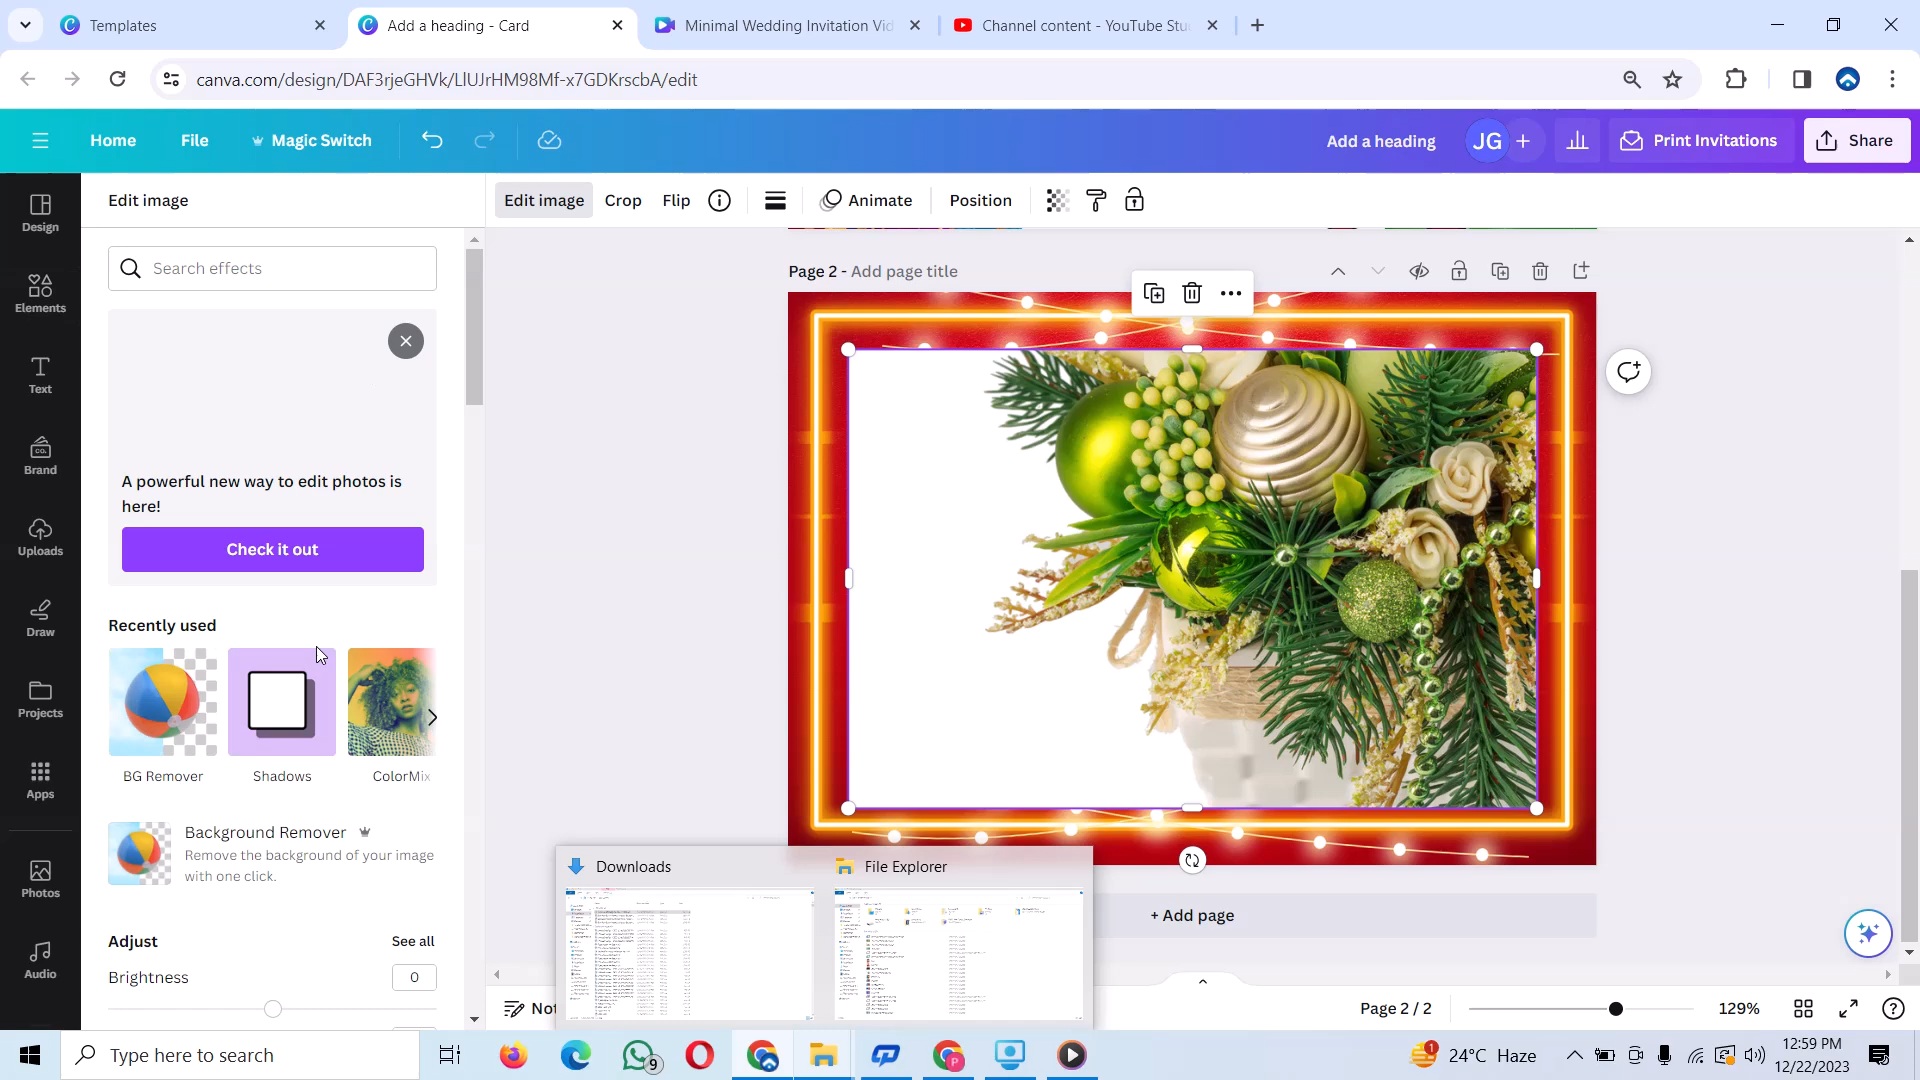 Templates
Add a heading - Card
Minimal Wedding Invitation Vid
Channel content - YouTube Stu
canva.com/design/DAF3rjeGHVk/LlUJrHM98Mf-x7GDKrscbA/edit
Home
File
Magic Switch
Add a heading
JG
Print Invitations
Share
Design
Elements
Text
Brand
Uploads
Draw
Projects
Apps
Photos
Audio
Edit image
Search effects
A powerful new way to edit photos is
here!
Check it out
Recently used
BG Remover
Shadows
ColorMix
Background Remover
Remove the background of your image
with one click.
Adjust
See all
Brightness
0
Edit image
Crop
Flip
Animate
Position
Page 2 - Add page title
+ Add page
Downloads
File Explorer
Not
Page 2 / 2
129%
Type here to search
9
1
24°C Haze
12:59 PM
12/22/2023